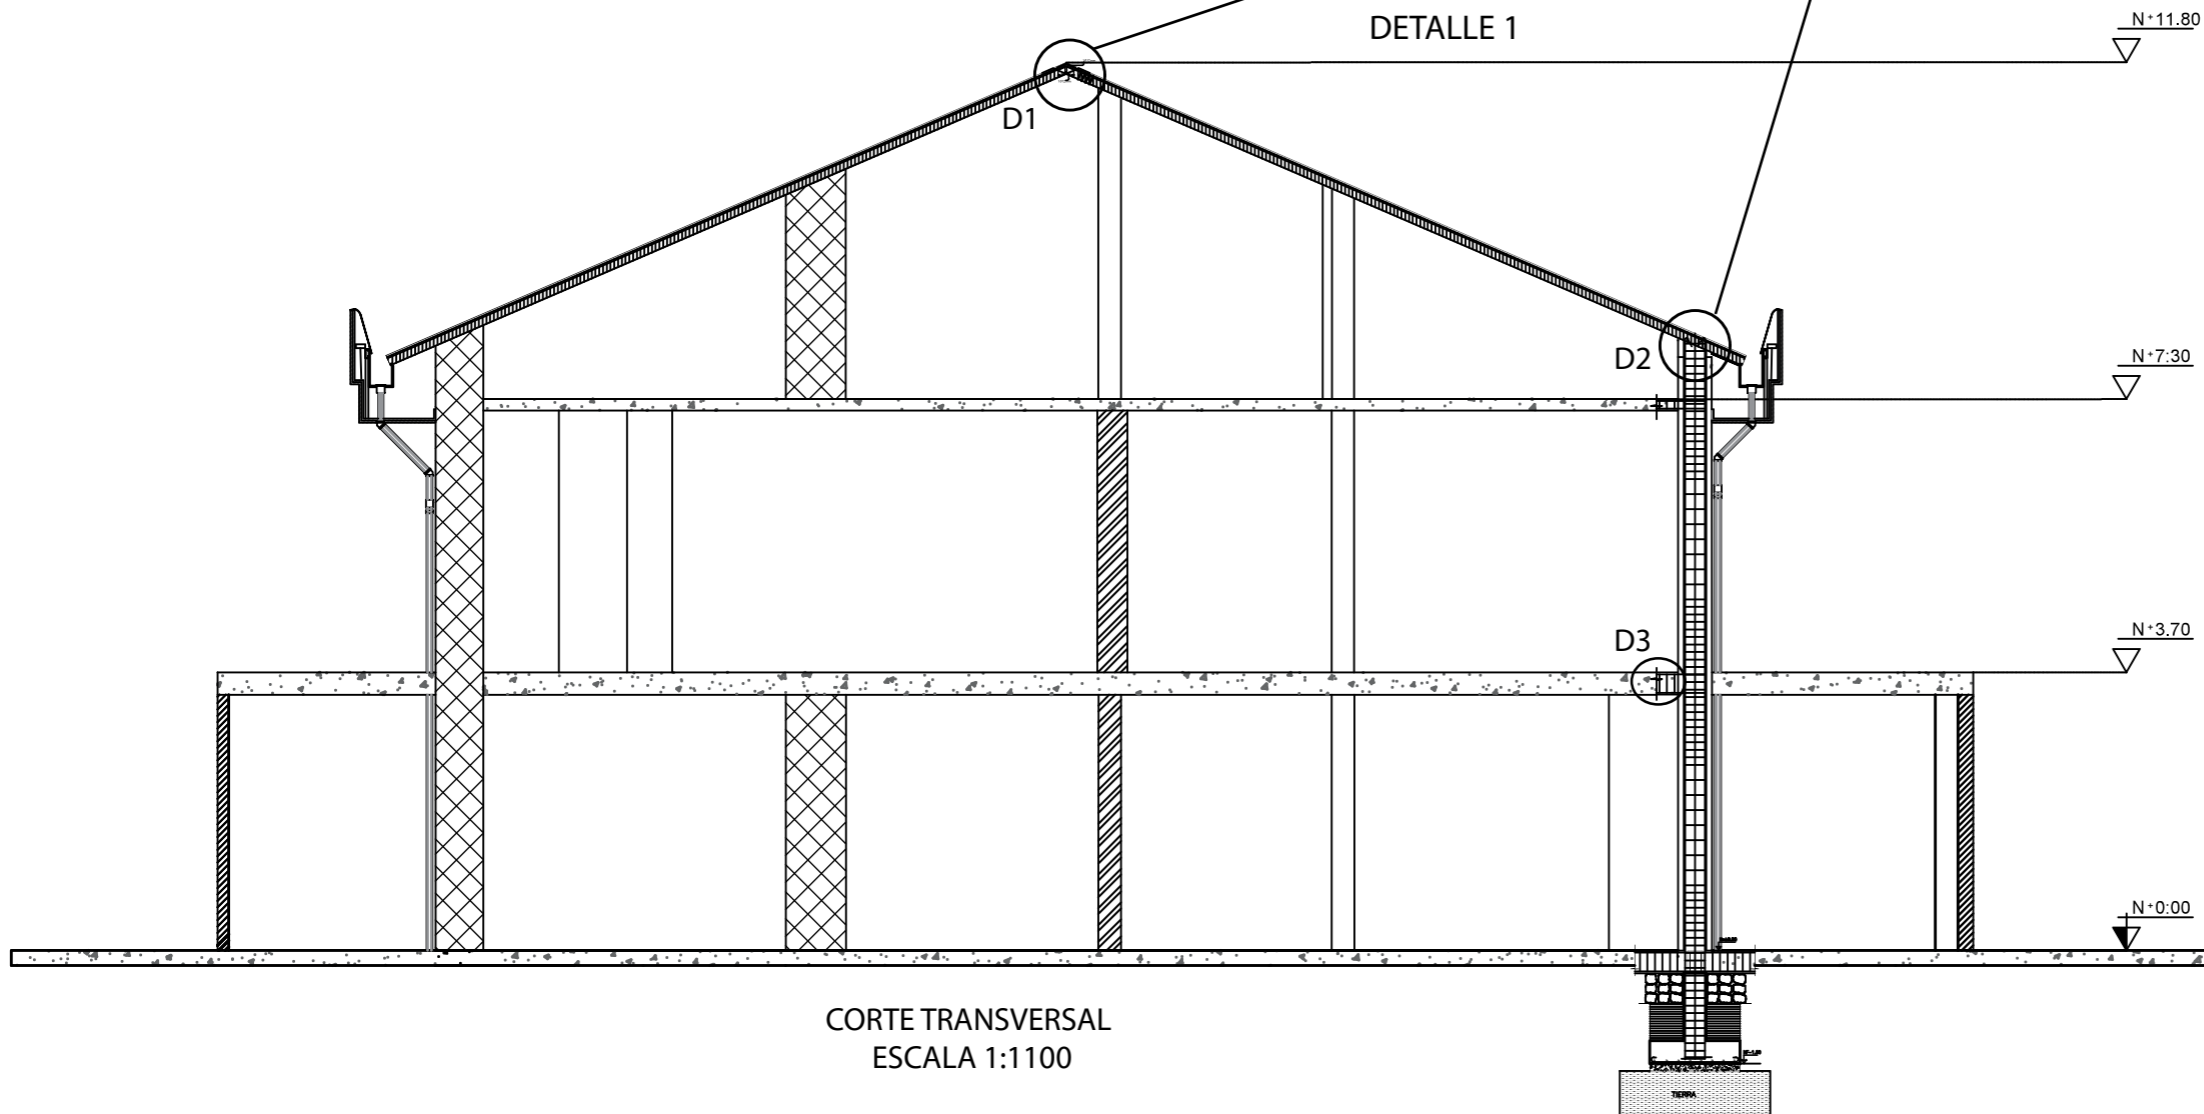 DETALLE 1
N+11.80
D1
D2
N+7:30
D3
N+3.70
N+0:00
CORTE TRANSVERSAL
ESCALA 1:1100
TIERRA